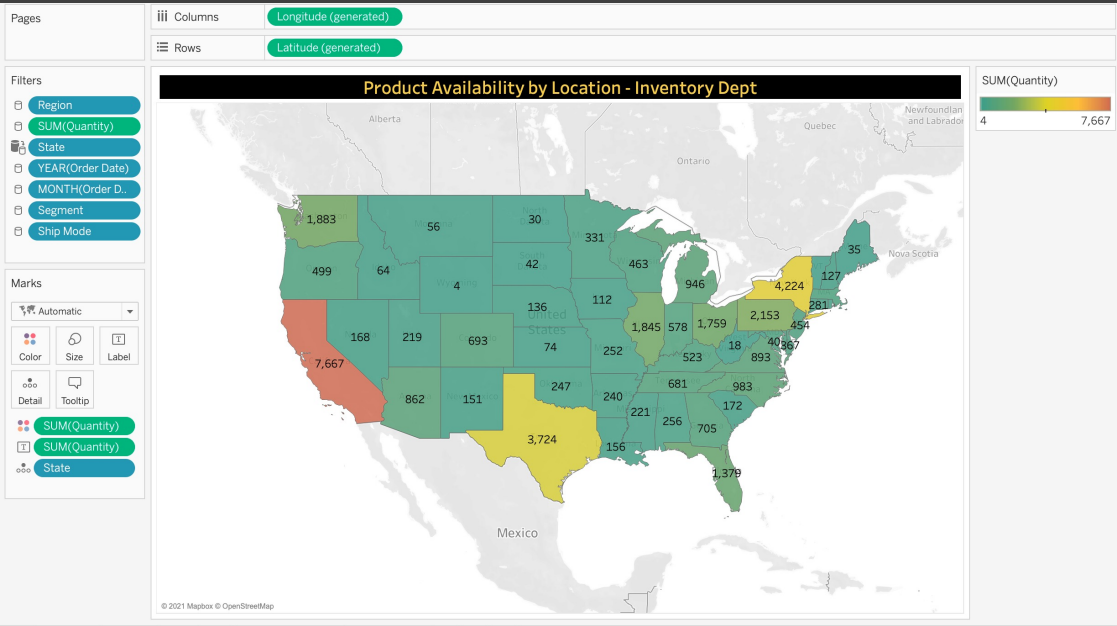 Pages
Columns
Longitude (generated)
Rows
Latitude (generated)
Filters
Region
SUM(Quantity)
State
YEAR(Order Date)
MONTH(Order D..
Segment
Ship Mode
Marks
Automatic
Color
Size
Label
Detail
Tooltip
SUM(Quantity)
SUM(Quantity)
State
Product Availability by Location - Inventory Dept
Alberta
Quebec
Newfoundlan
and Labrador
Ontario
Nova Scotia
1,883
56
30
331
35
499
64
42
463
946
4,224
127
4
136
112
281
United
States
168
219
693
74
252
1,845
578
1,759
2,153
454
18
40
367
893
523
7,667
862
151
247
240
681
983
221
256
705
172
3,724
156
1,379
Mexico
© 2021 Mapbox © OpenStreetMap
SUM(Quantity)
4
7,667